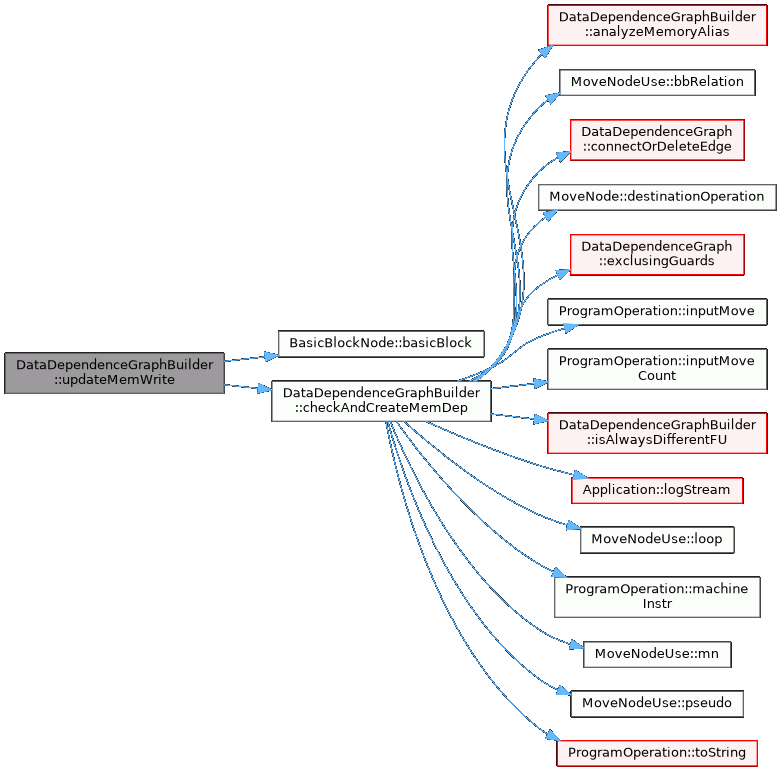 DataDependenceGraphBuilder
::updateMemWrite
BasicBlockNode::basicBlock
DataDependenceGraphBuilder
::checkAndCreateMemDep
DataDependenceGraphBuilder
::analyzeMemoryAlias
MoveNodeUse::bbRelation
DataDependenceGraph
::connectOrDeleteEdge
MoveNode::destinationOperation
DataDependenceGraph
::exclusingGuards
ProgramOperation::inputMove
ProgramOperation::inputMove
Count
DataDependenceGraphBuilder
::isAlwaysDifferentFU
Application::logStream
MoveNodeUse::loop
ProgramOperation::machine
Instr
MoveNodeUse::mn
MoveNodeUse::pseudo
ProgramOperation::toString